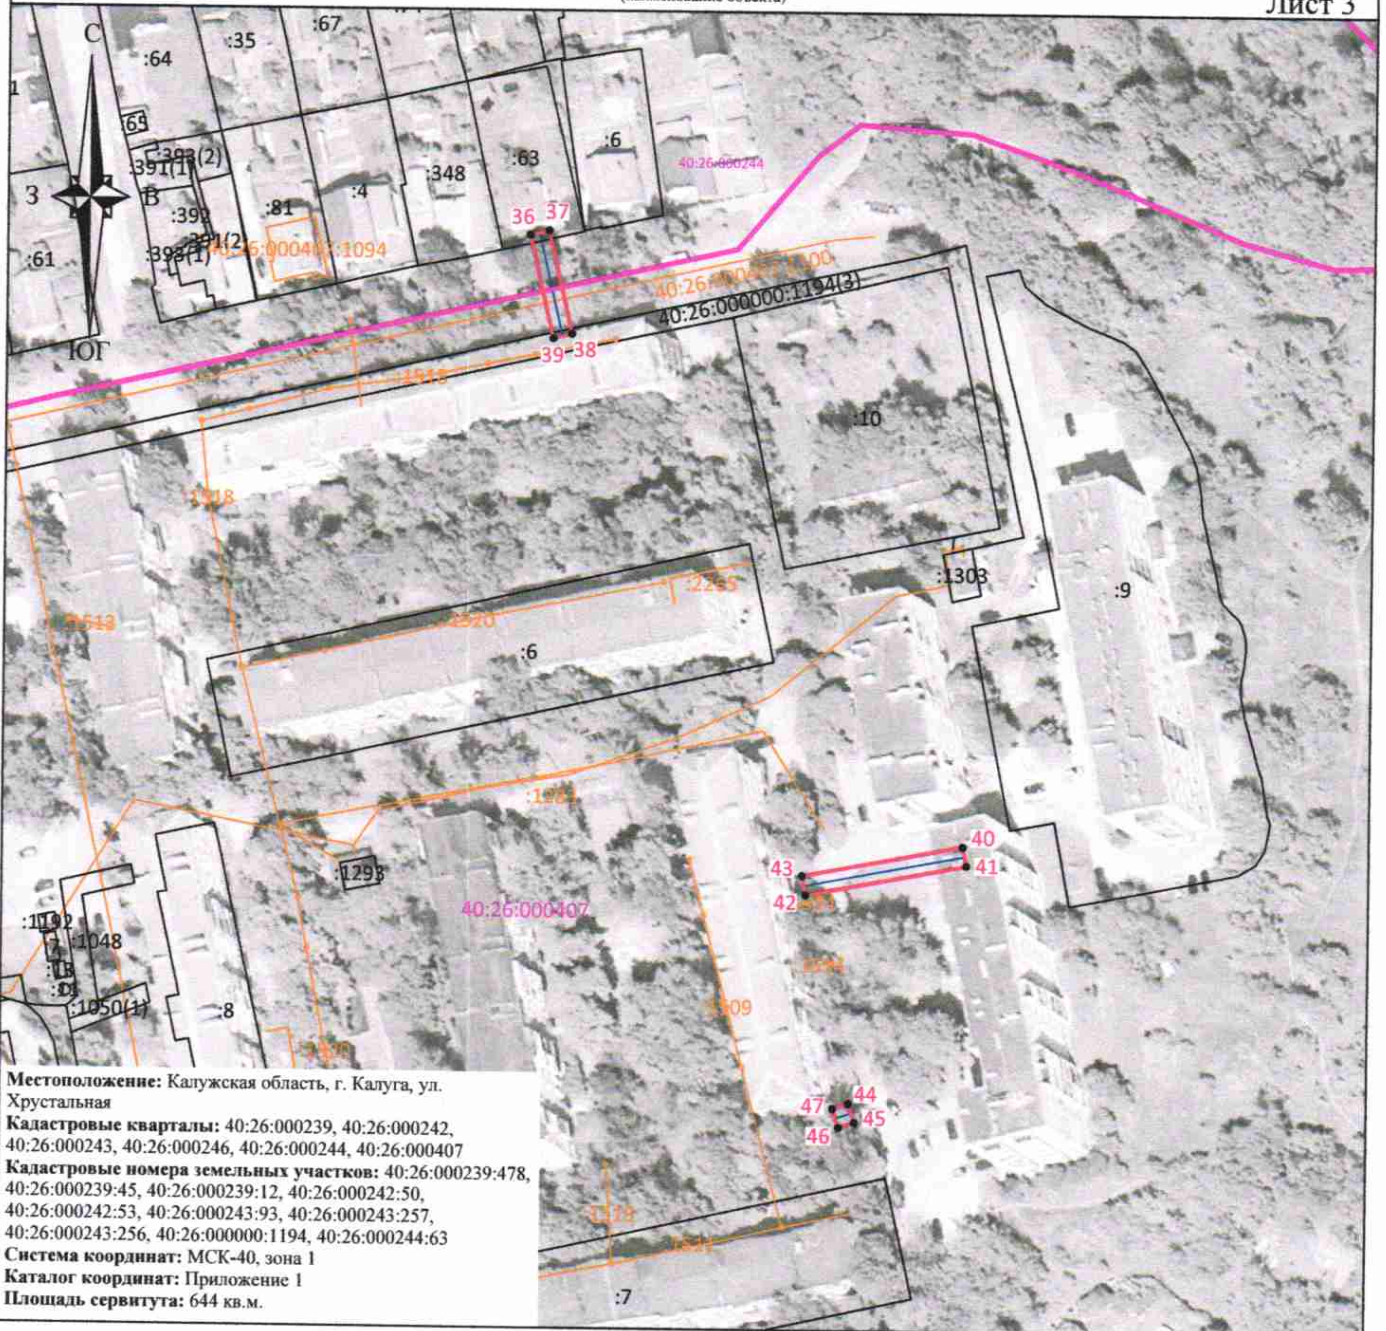 Лист 3
С
З
В
ЮГ
:64
:35
:67
:65
:393(2)
:391(1)
:392
:391(2)
:393(1)
:61
:81
:4
:348
:63
:6
40:26:000244
36
37
39
38
40:26:000000:1194(3)
:1518
:10
:1303
:9
:2265
:6
:1293
40:26:000407
43
40
42
41
:1192
:1048
:1050(1)
:8
47
44
46
45
:7
Местоположение: Калужская область, г. Калуга, ул.
Хрустальная
Кадастровые кварталы: 40:26:000239, 40:26:000242,
40:26:000243, 40:26:000246, 40:26:000244, 40:26:000407
Кадастровые номера земельных участков: 40:26:000239:478,
40:26:000239:45, 40:26:000239:12, 40:26:000242:50,
40:26:000242:53, 40:26:000243:93, 40:26:000243:257,
40:26:000243:256, 40:26:000000:1194, 40:26:000244:63
Система координат: МСК-40, зона 1
Каталог координат: Приложение 1
Площадь сервитута: 644 кв.м.